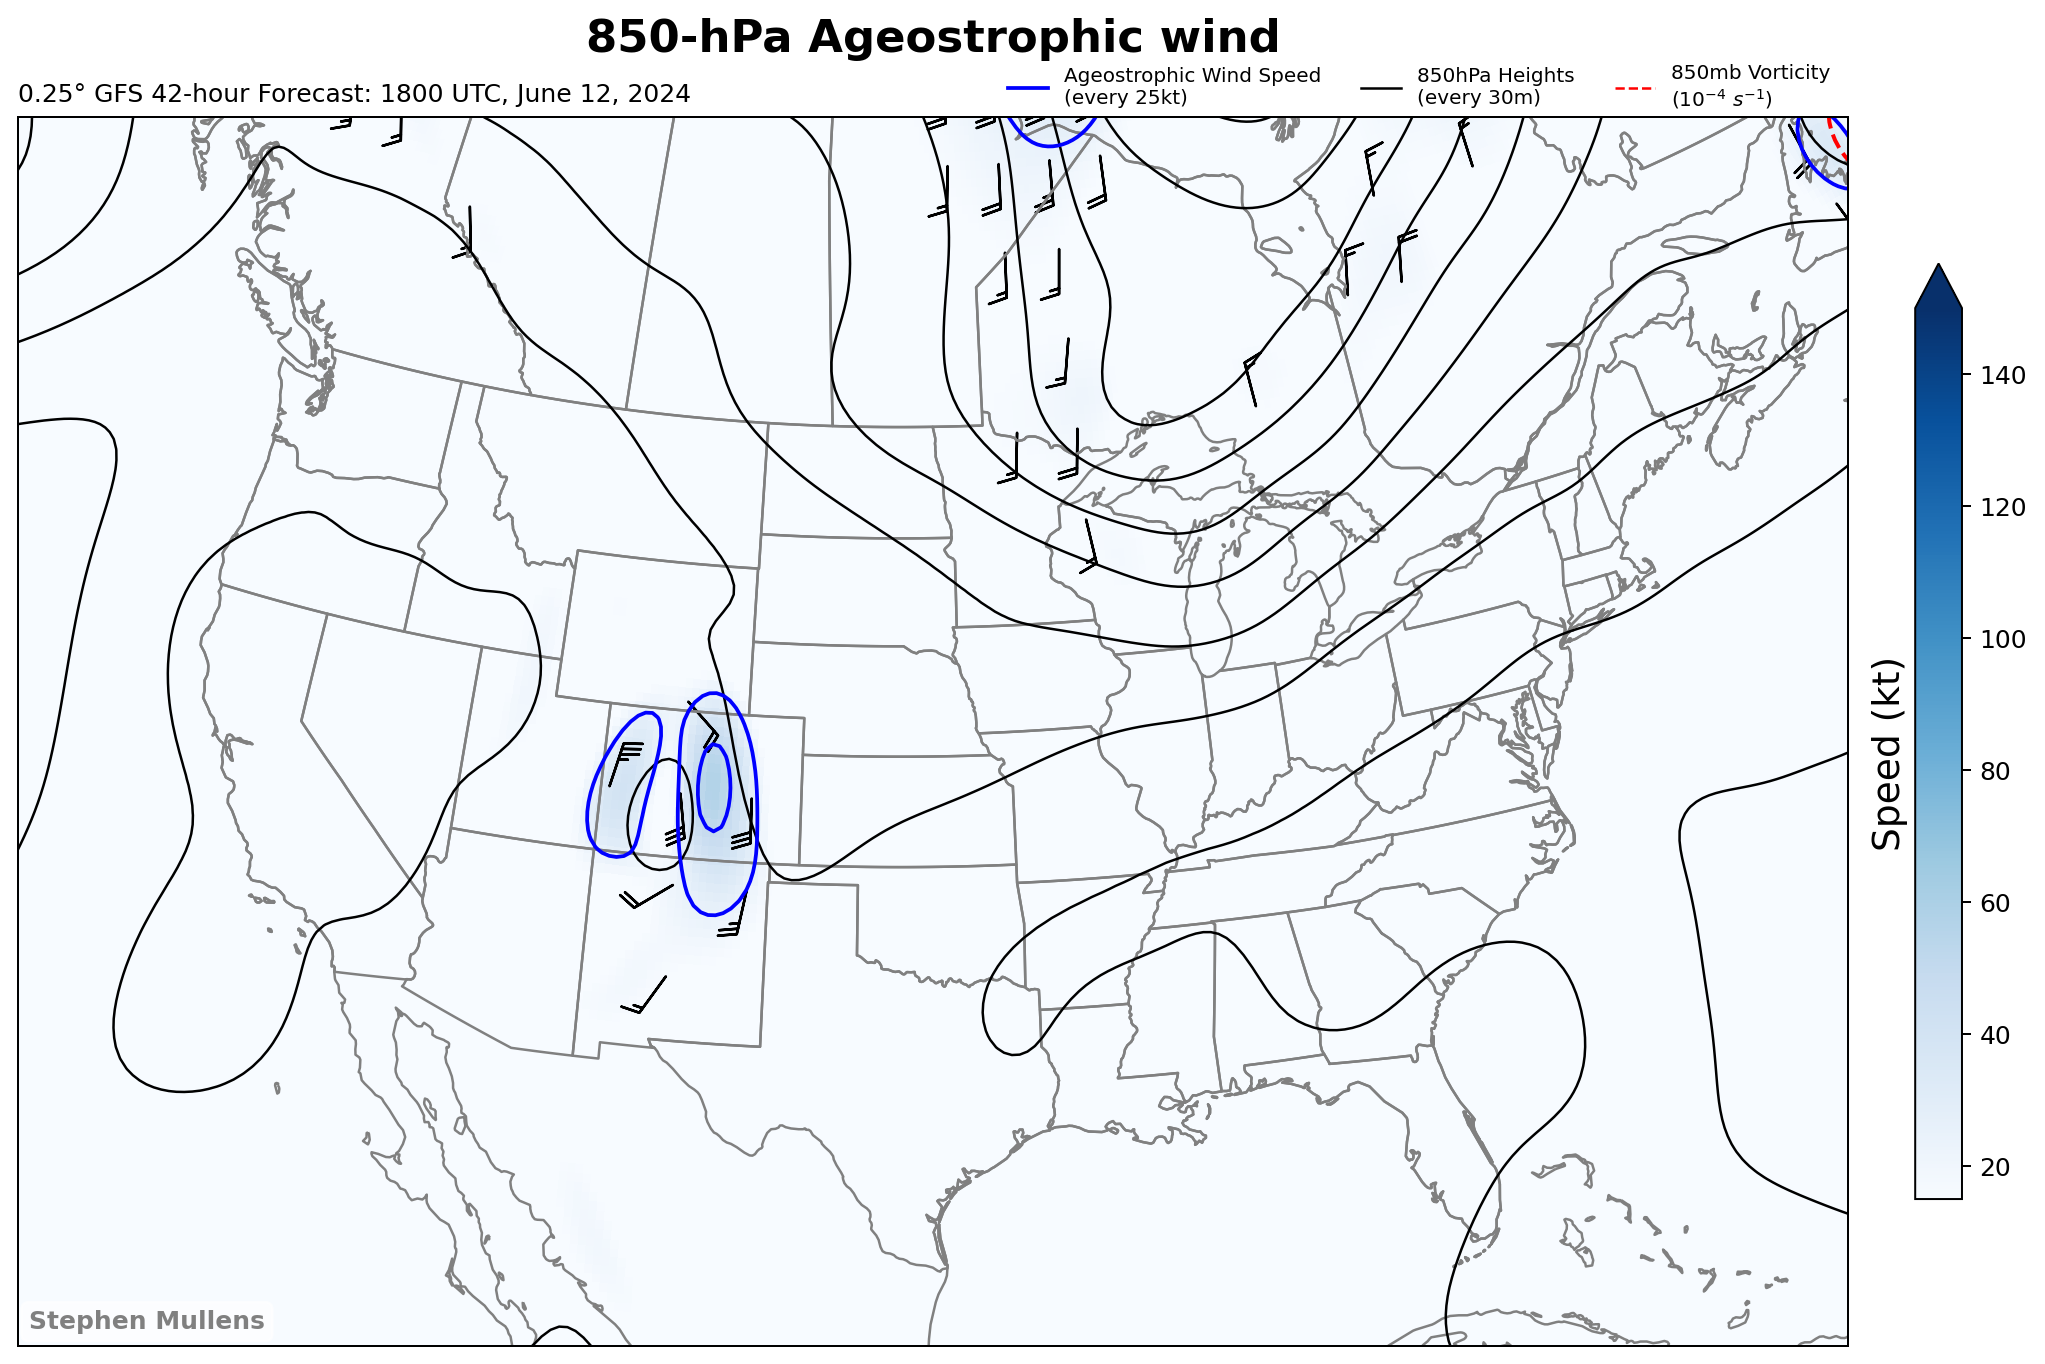 850-hPa Ageostrophic wind
0.25° GFS 42-hour Forecast: 1800 UTC, June 12, 2024
Ageostrophic Wind Speed
(every 25kt)
850hPa Heights
(every 30m)
850mb Vorticity
(10⁻⁴ s⁻¹)
140
120
100
80
60
40
20
Speed (kt)
Stephen Mullens